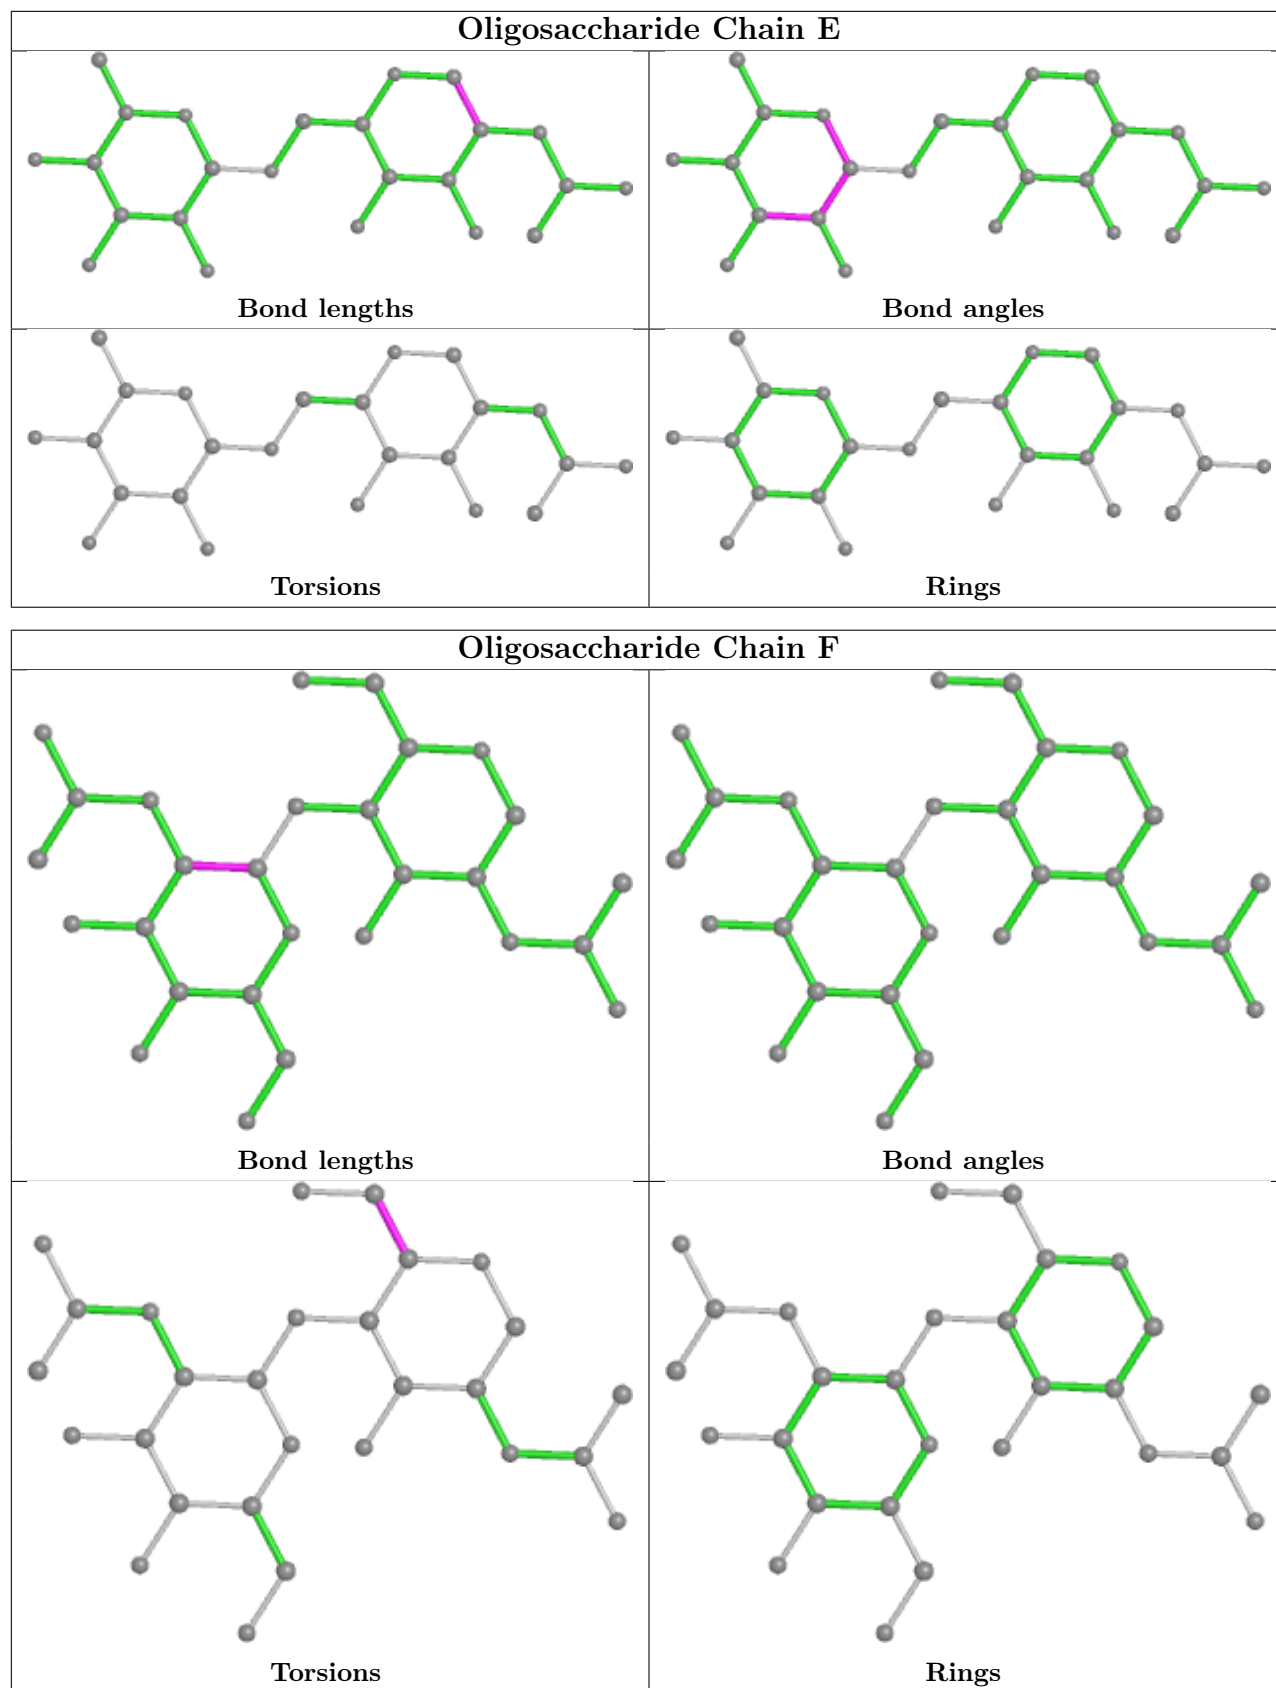 Oligosaccharide Chain E
Bond lengths
Bond angles
Torsions
Rings
Oligosaccharide Chain F
Bond lengths
Bond angles
Torsions
Rings